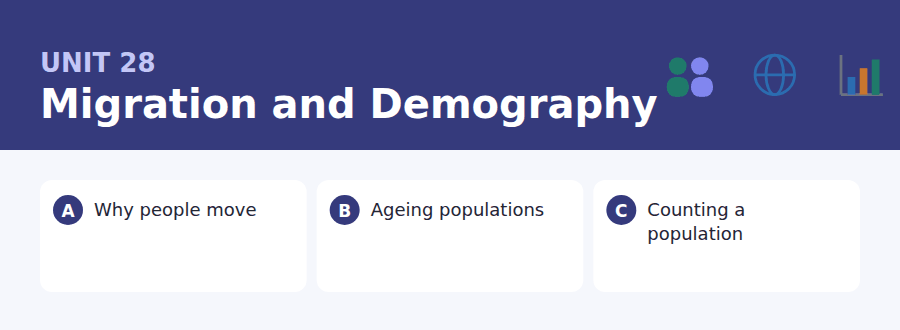 UNIT 28
Migration and Demography
A Why people move
B Ageing populations
C Counting a
population